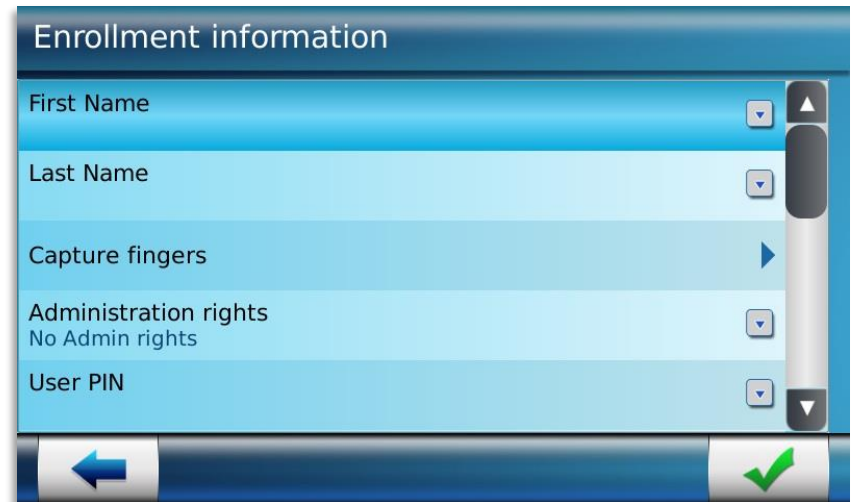 Enrollment information
First Name
Last Name
Capture fingers
Administration rights
No Admin rights
User PIN